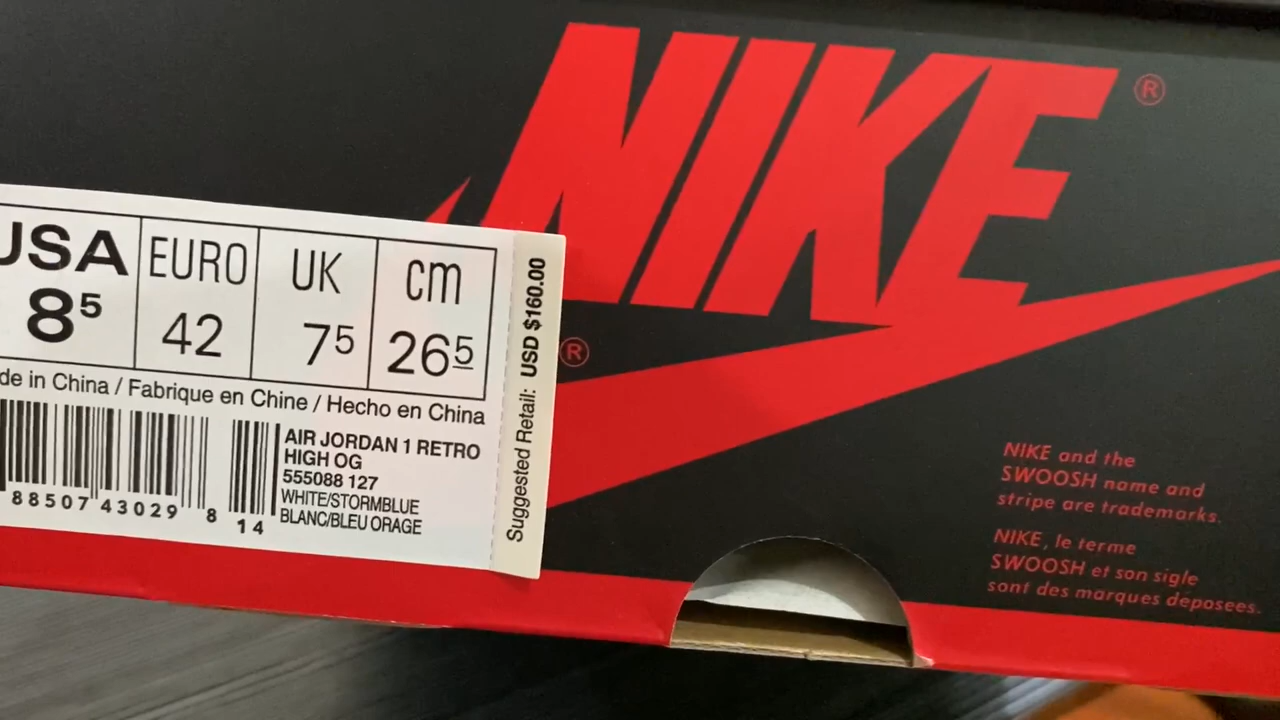 NIKE®
USA EURO UK cm
8⁵ 42 7⁵ 26⁵
®
Suggested Retail: USD $160.00
de in China / Fabrique en Chine / Hecho en China
AIR JORDAN 1 RETRO
HIGH OG
555088 127
WHITE/STORMBLUE
BLANC/BLEU ORAGE
88507 43029 8 14
NIKE and the
SWOOSH name and
stripe are trademarks.
NIKE, le terme
SWOOSH et son sigle
sont des marques déposées.